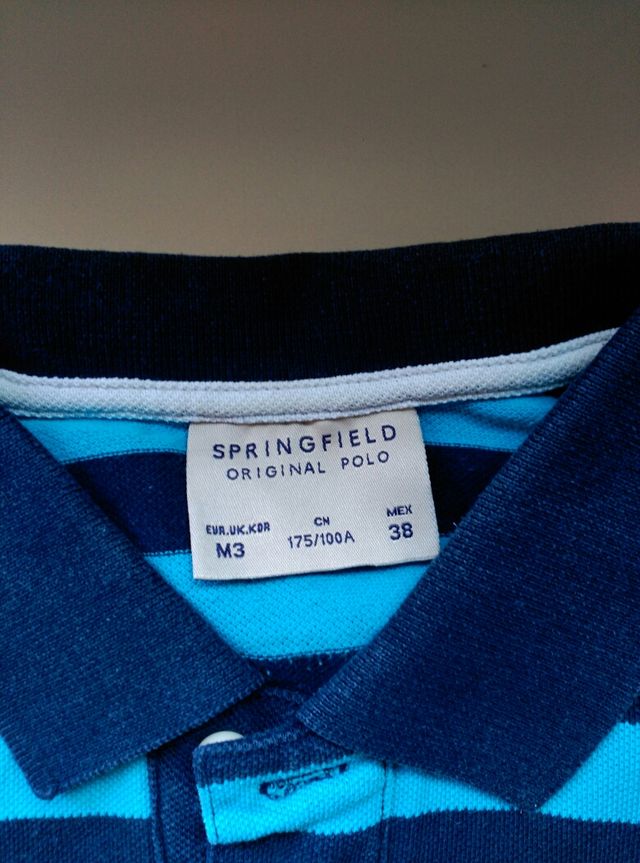 SPRINGFIELD
ORIGINAL POLO
EUR.UK.KOR CN MEX
M3 175/100A 38